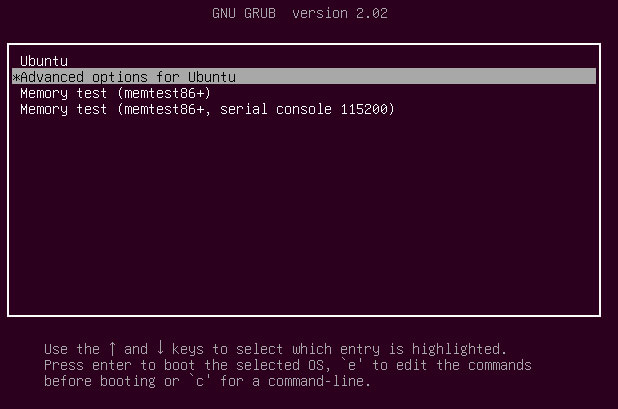 GNU GRUB  version 2.02
Ubuntu
*Advanced options for Ubuntu
Memory test (memtest86+)
Memory test (memtest86+, serial console 115200)
Use the ↑ and ↓ keys to select which entry is highlighted.
Press enter to boot the selected OS, `e' to edit the commands
before booting or `c' for a command-line.